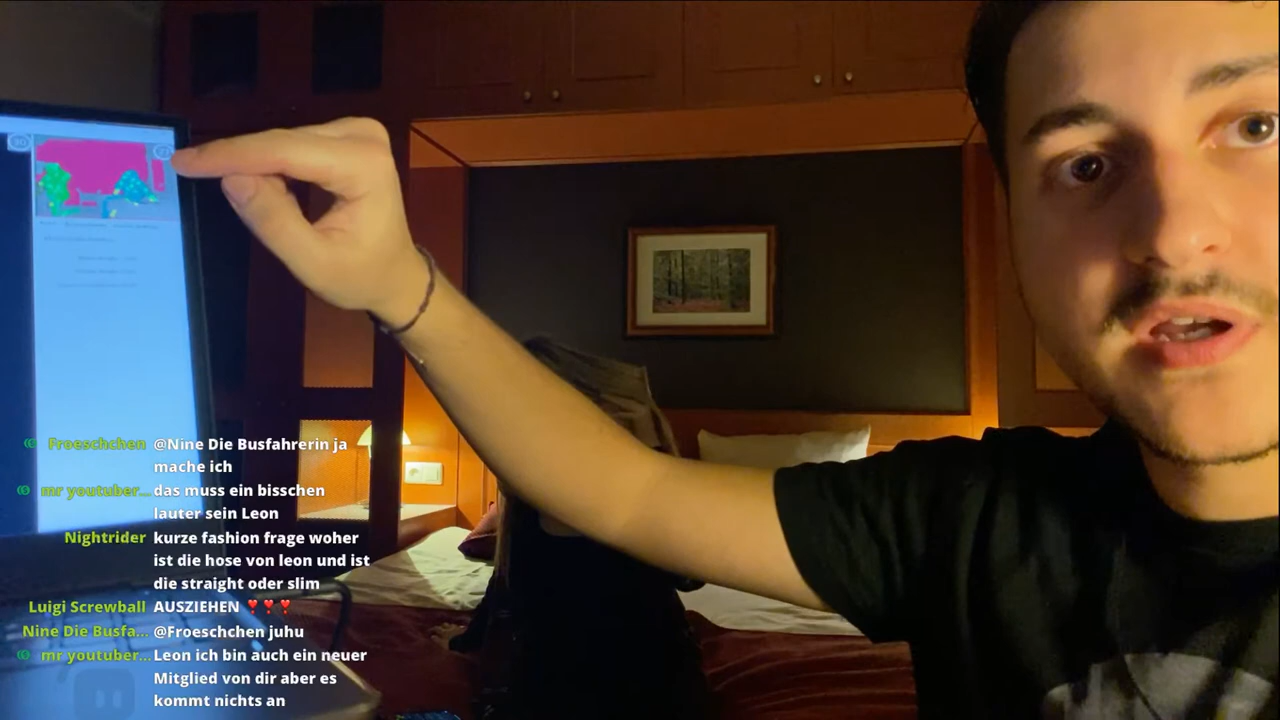 Froeschchen @Nine Die Busfahrerin ja
mache ich
mr youtuber... das muss ein bisschen
lauter sein Leon
Nightrider kurze fashion frage woher
ist die hose von leon und ist
die straight oder slim
Luigi Screwball AUSZIEHEN ❣❣❣
Nine Die Busfa... @Froeschchen juhu
mr youtuber... Leon ich bin auch ein neuer
Mitglied von dir aber es
kommt nichts an